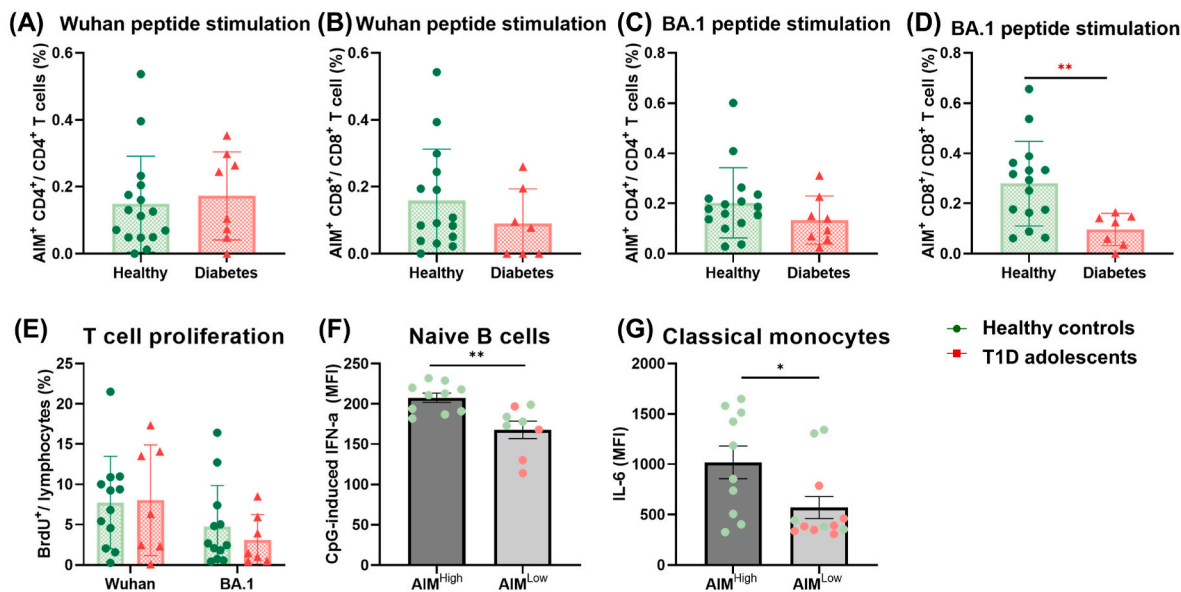 (A) Wuhan peptide stimulation
AIM+ CD4+/ CD4+ T cells (%)
0.6
0.4
0.2
0.0
Healthy Diabetes
(B) Wuhan peptide stimulation
AIM+ CD8+/ CD8+ T cell (%)
0.6
0.4
0.2
0.0
Healthy Diabetes
(C) BA.1 peptide stimulation
AIM+ CD4+/ CD4+ T cells (%)
0.8
0.6
0.4
0.2
0.0
Healthy Diabetes
(D) BA.1 peptide stimulation
AIM+ CD8+/ CD8+ T cell (%)
0.8
0.6
0.4
0.2
0.0
**
Healthy Diabetes
(E) T cell proliferation
BrdU+/ lymphocytes (%)
25
20
15
10
5
0
Wuhan BA.1
(F) Naive B cells
CpG-induced IFN-a (MFI)
250
200
150
100
50
0
**
AIMHigh AIMLow
(G) Classical monocytes
IL-6 (MFI)
2000
1500
1000
500
0
*
AIMHigh AIMLow
Healthy controls
T1D adolescents